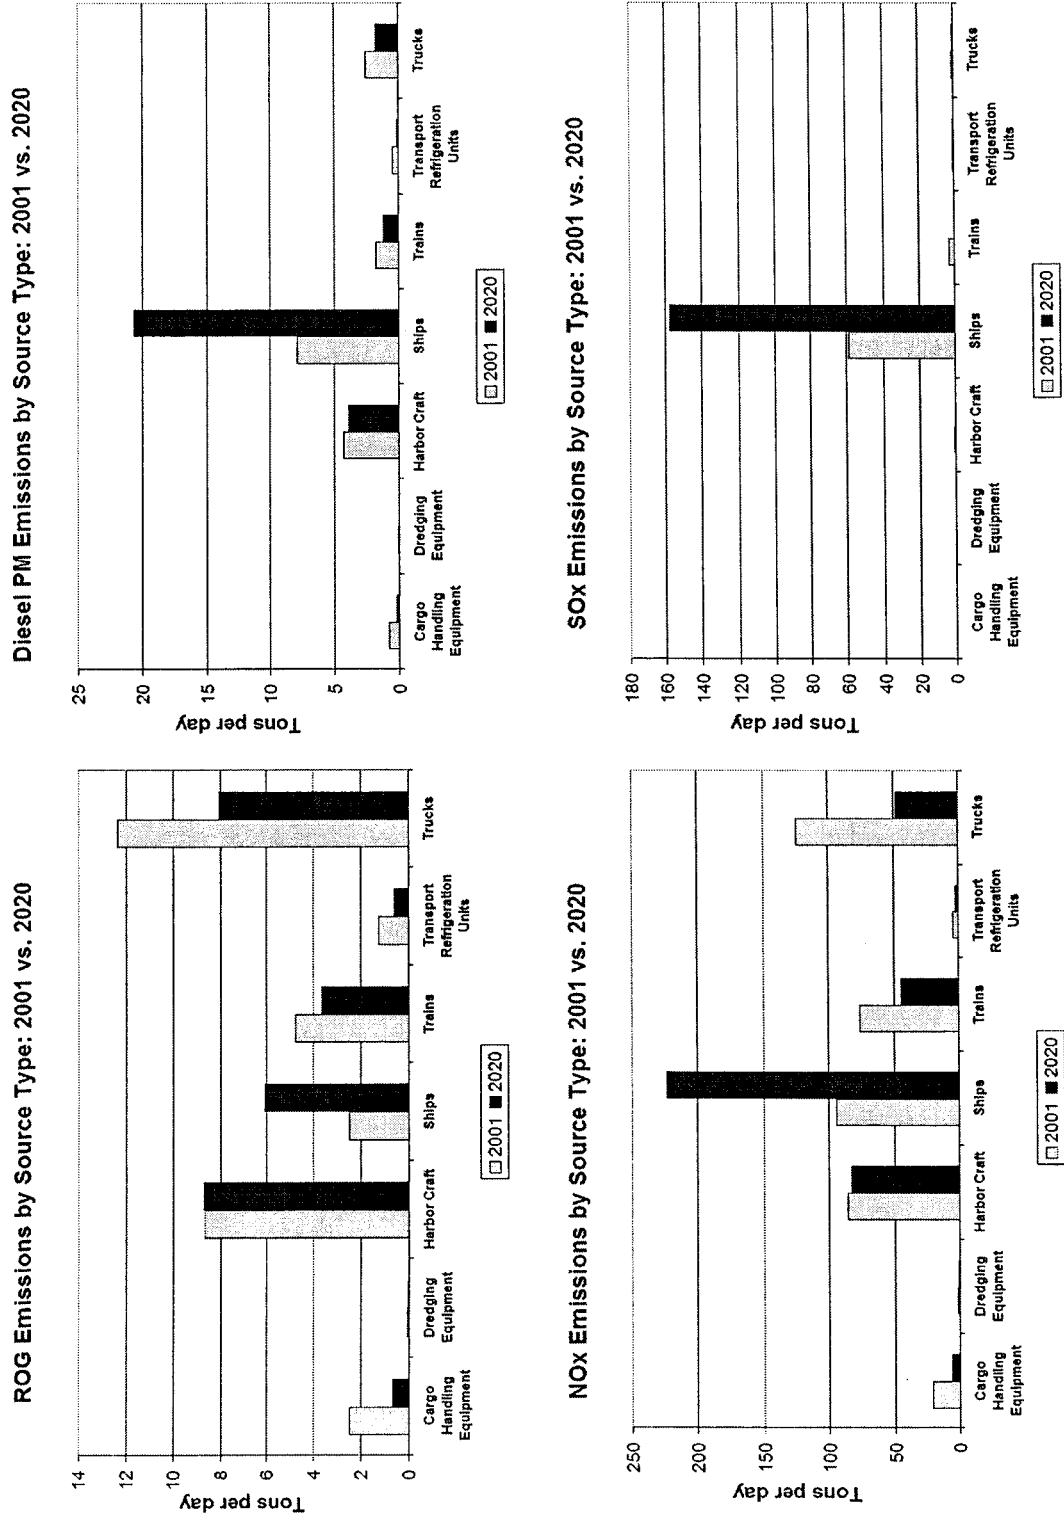 ROG Emissions by Source Type: 2001 vs. 2020
14
12
10
8
6
4
2
0
Tons per day
Cargo
Handling
Equipment
Dredging
Equipment
Harbor Craft
Ships
Trains
Transport
Refrigeration
Units
Trucks
2001 2020
Diesel PM Emissions by Source Type: 2001 vs. 2020
25
20
15
10
5
0
Tons per day
Cargo
Handling
Equipment
Dredging
Equipment
Harbor Craft
Ships
Trains
Transport
Refrigeration
Units
Trucks
2001 2020
NOx Emissions by Source Type: 2001 vs. 2020
250
200
150
100
50
0
Tons per day
Cargo
Handling
Equipment
Dredging
Equipment
Harbor Craft
Ships
Trains
Transport
Refrigeration
Units
Trucks
2001 2020
SOx Emissions by Source Type: 2001 vs. 2020
180
160
140
120
100
80
60
40
20
0
Tons per day
Cargo
Handling
Equipment
Dredging
Equipment
Harbor Craft
Ships
Trains
Transport
Refrigeration
Units
Trucks
2001 2020